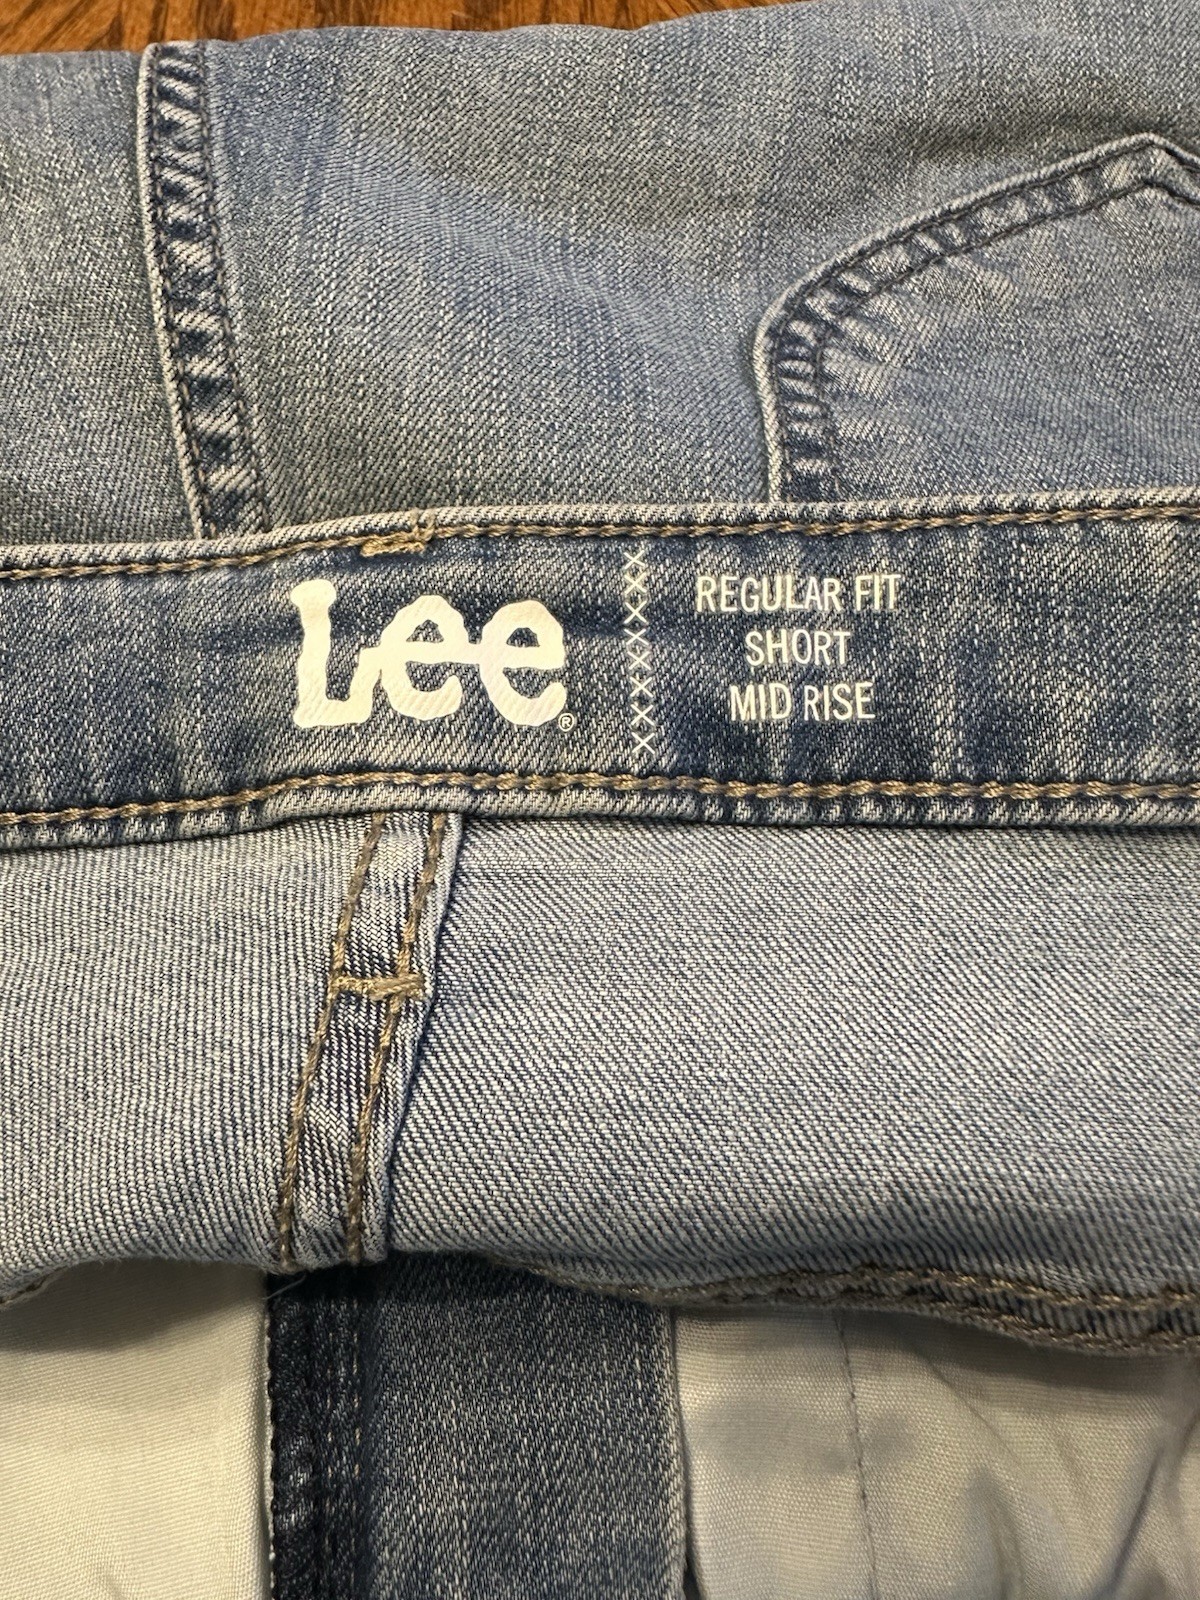 Lee®
REGULAR FIT
SHORT
MID RISE